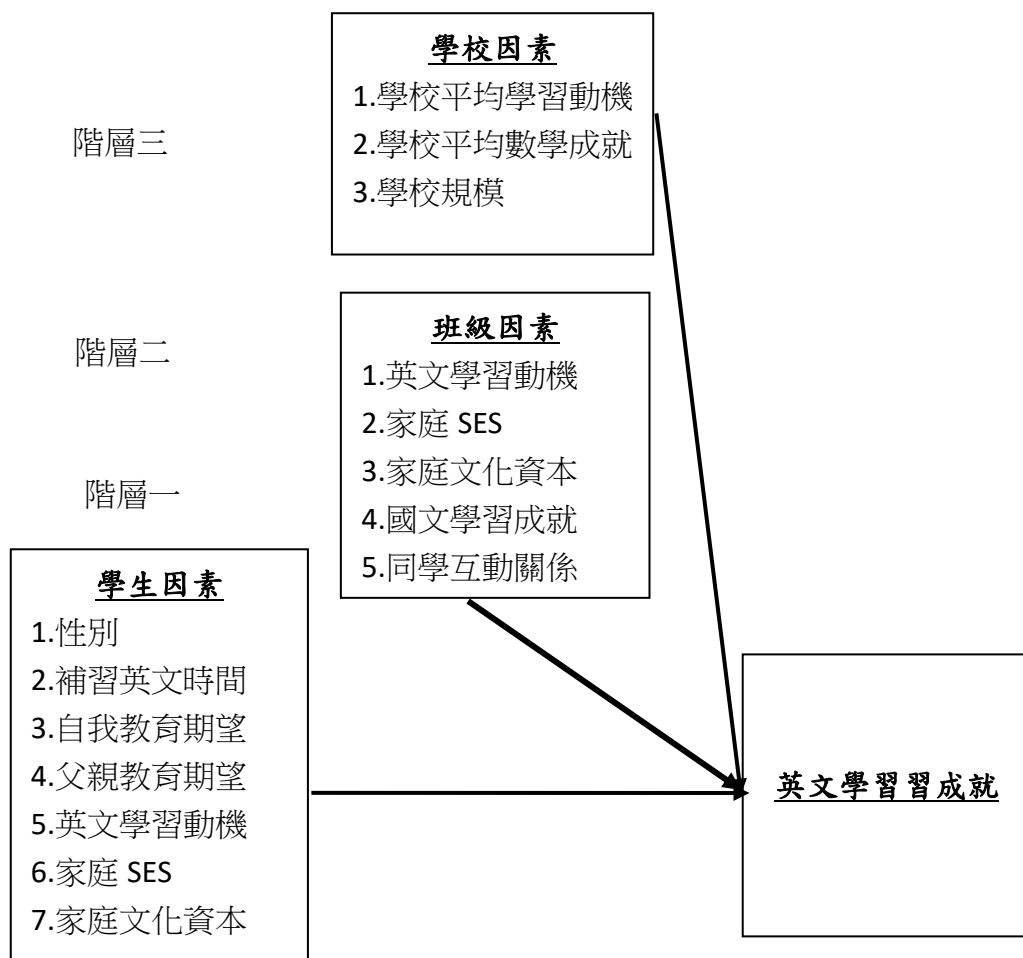 學校因素
1.學校平均學習動機
2.學校平均數學成就
3.學校規模
階層三
班級因素
1.英文學習動機
2.家庭 SES
3.家庭文化資本
4.國文學習成就
5.同學互動關係
階層二
階層一
學生因素
1.性別
2.補習英文時間
3.自我教育期望
4.父親教育期望
5.英文學習動機
6.家庭 SES
7.家庭文化資本
英文學習習成就